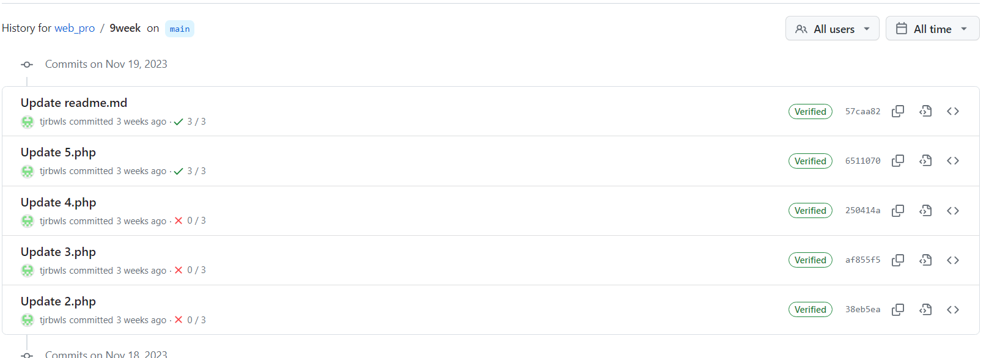 History for web_pro / 9week on main
All users
All time
Commits on Nov 19, 2023
Update readme.md
tjrbwls committed 3 weeks ago · 3 / 3
Verified
57caa82
Update 5.php
tjrbwls committed 3 weeks ago · 3 / 3
Verified
6511070
Update 4.php
tjrbwls committed 3 weeks ago · 0 / 3
Verified
250414a
Update 3.php
tjrbwls committed 3 weeks ago · 0 / 3
Verified
af855f5
Update 2.php
tjrbwls committed 3 weeks ago · 0 / 3
Verified
38eb5ea
Commits on Nov 18, 2023